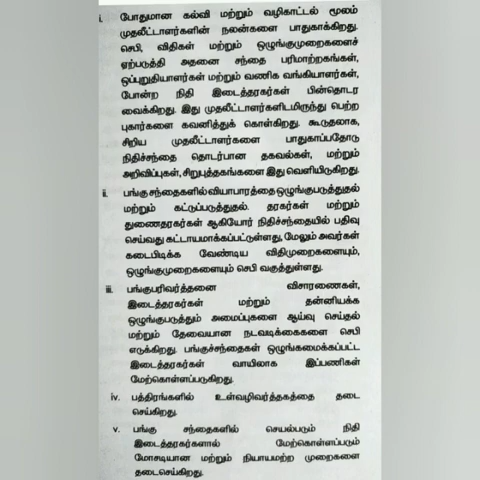 i. போதுமான கல்வி மற்றும் வழிகாட்டல் மூலம்
முதலீட்டாளர்களின் நலன்களை பாதுகாக்கிறது.
செபி, விதிகள் மற்றும் ஒழுங்குமுறைகளைச்
ஏற்படுத்தி அதனை சந்தை பரிமாற்றகங்கள்,
ஒப்புறுதியாளர்கள் மற்றும் வணிக வங்கியாளர்கள்,
போன்ற நிதி இடைத்தரகர்கள் பின்தொடர
வைக்கிறது. இது முதலீட்டாளர்களிடமிருந்து பெற்ற
புகார்களை கவனித்துக் கொள்கிறது. கூடுதலாக,
சிறிய முதலீட்டாளர்களை பாதுகாப்பதோடு
நிதிச்சந்தை தொடர்பான தகவல்கள், மற்றும்
அறிவிப்புகள், சிறுபுத்தகங்களை இது வெளியிடுகிறது.
ii. பங்கு சந்தைகளில் வியாபாரத்தை ஒழுங்குபடுத்துதல்
மற்றும் கட்டுப்படுத்துதல். தரகர்கள் மற்றும்
துணைதரகர்கள் ஆகியோர் நிதிச்சந்தையில் பதிவு
செய்வது கட்டாயமாக்கப்பட்டுள்ளது, மேலும் அவர்கள்
கடைபிடிக்க வேண்டிய விதிமுறைகளையும்,
ஒழுங்குமுறைகளையும் செபி வகுத்துள்ளது.
iii. பங்குபரிவர்த்தனை விசாரணைகள்,
இடைத்தரகர்கள் மற்றும் தன்னியக்க
ஒழுங்குபடுத்தும் அமைப்புகளை ஆய்வு செய்தல்
மற்றும் தேவையான நடவடிக்கைகளை செபி
எடுக்கிறது. பங்குச்சந்தைகள் ஒழுங்கமைக்கப்பட்ட
இடைத்தரகர்கள் வாயிலாக இப்பணிகள்
மேற்கொள்ளப்படுகிறது.
iv. பத்திரங்களில் உள்வழிவர்த்தகத்தை தடை
செய்கிறது.
v. பங்கு சந்தைகளில் செயல்படும் நிதி
இடைத்தரகர்களால் மேற்கொள்ளப்படும்
மோசடியான மற்றும் நியாயமற்ற முறைகளை
தடைசெய்கிறது.